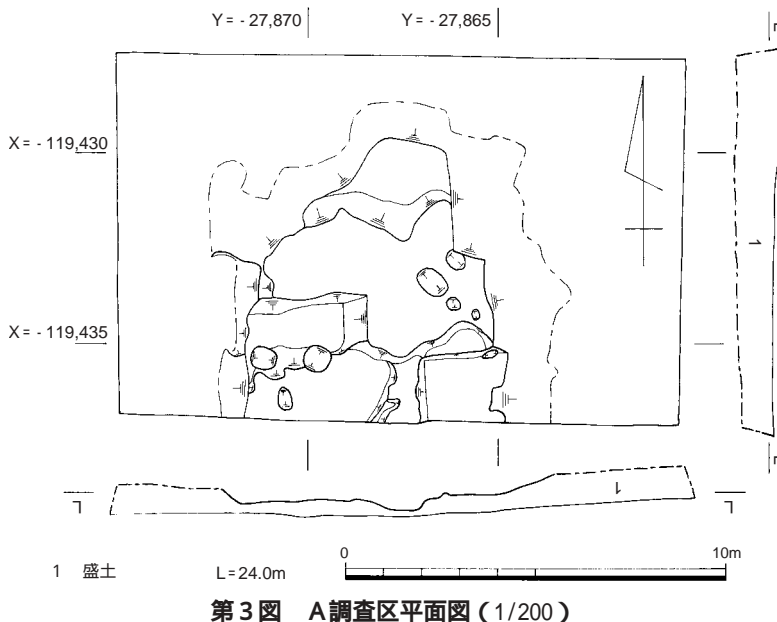 Y = - 27,870
Y = - 27,865
X = - 119,430
X = - 119,435
1
1
L
L
0
10m
1 盛土
L = 24.0m
第3図 A調査区平面図（1/200）